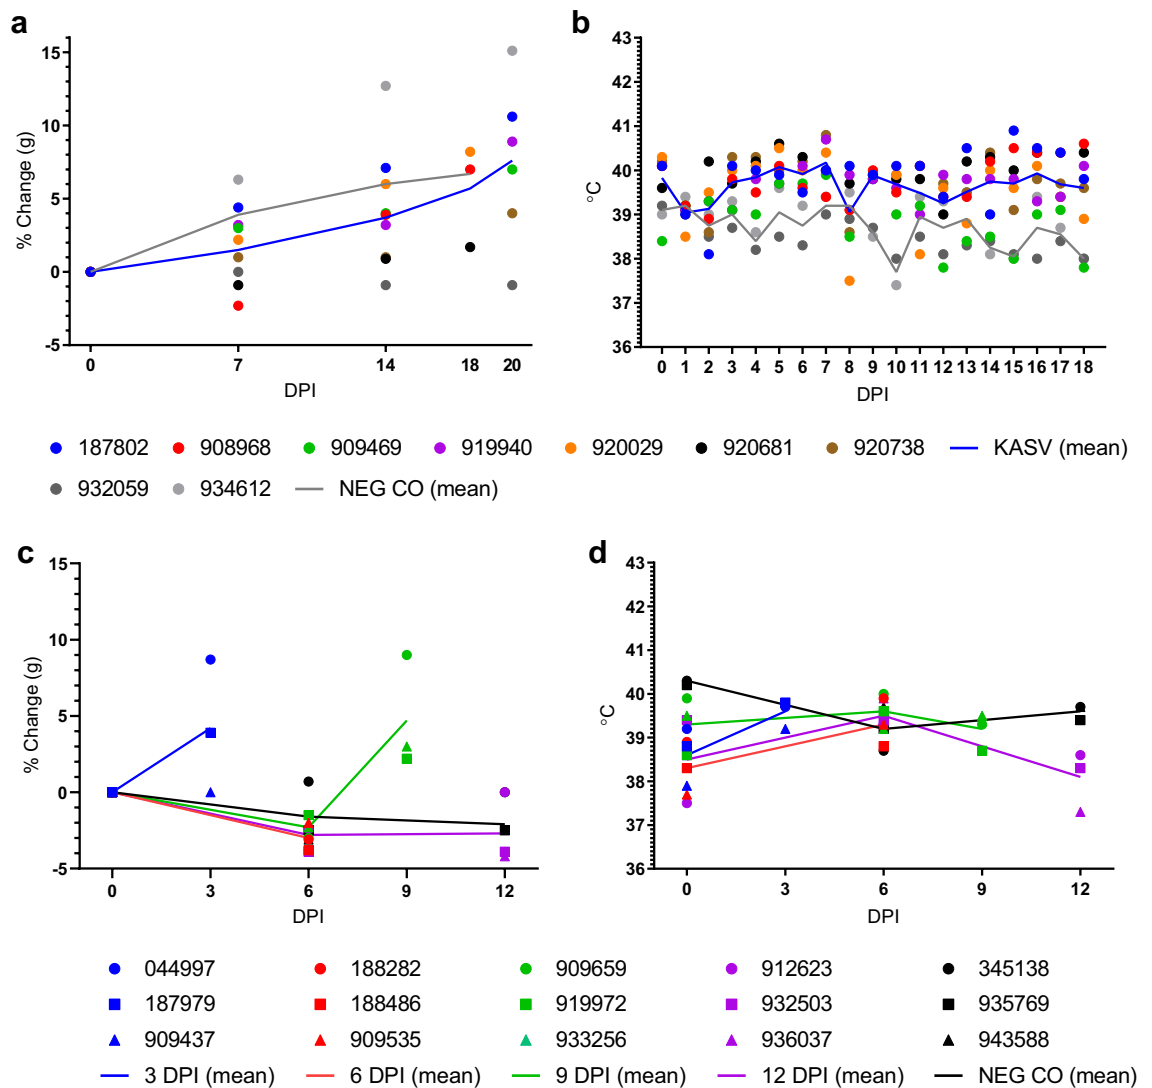 a
b
% Change (g)
15
10
5
0
-5
0 7 14 18 20
DPI
°C
43
42
41
40
39
38
37
36
0 1 2 3 4 5 6 7 8 9 10 11 12 13 14 15 16 17 18
DPI
187802 908968 909469 919940 920029 920681 920738 KASV (mean)
932059 934612 NEG CO (mean)
c
d
% Change (g)
15
10
5
0
-5
0 3 6 9 12
DPI
°C
43
42
41
40
39
38
37
36
0 3 6 9 12
DPI
044997 188282 909659 912623 345138
187979 188486 919972 932503 935769
909437 909535 933256 936037 943588
3 DPI (mean) 6 DPI (mean) 9 DPI (mean) 12 DPI (mean) NEG CO (mean)